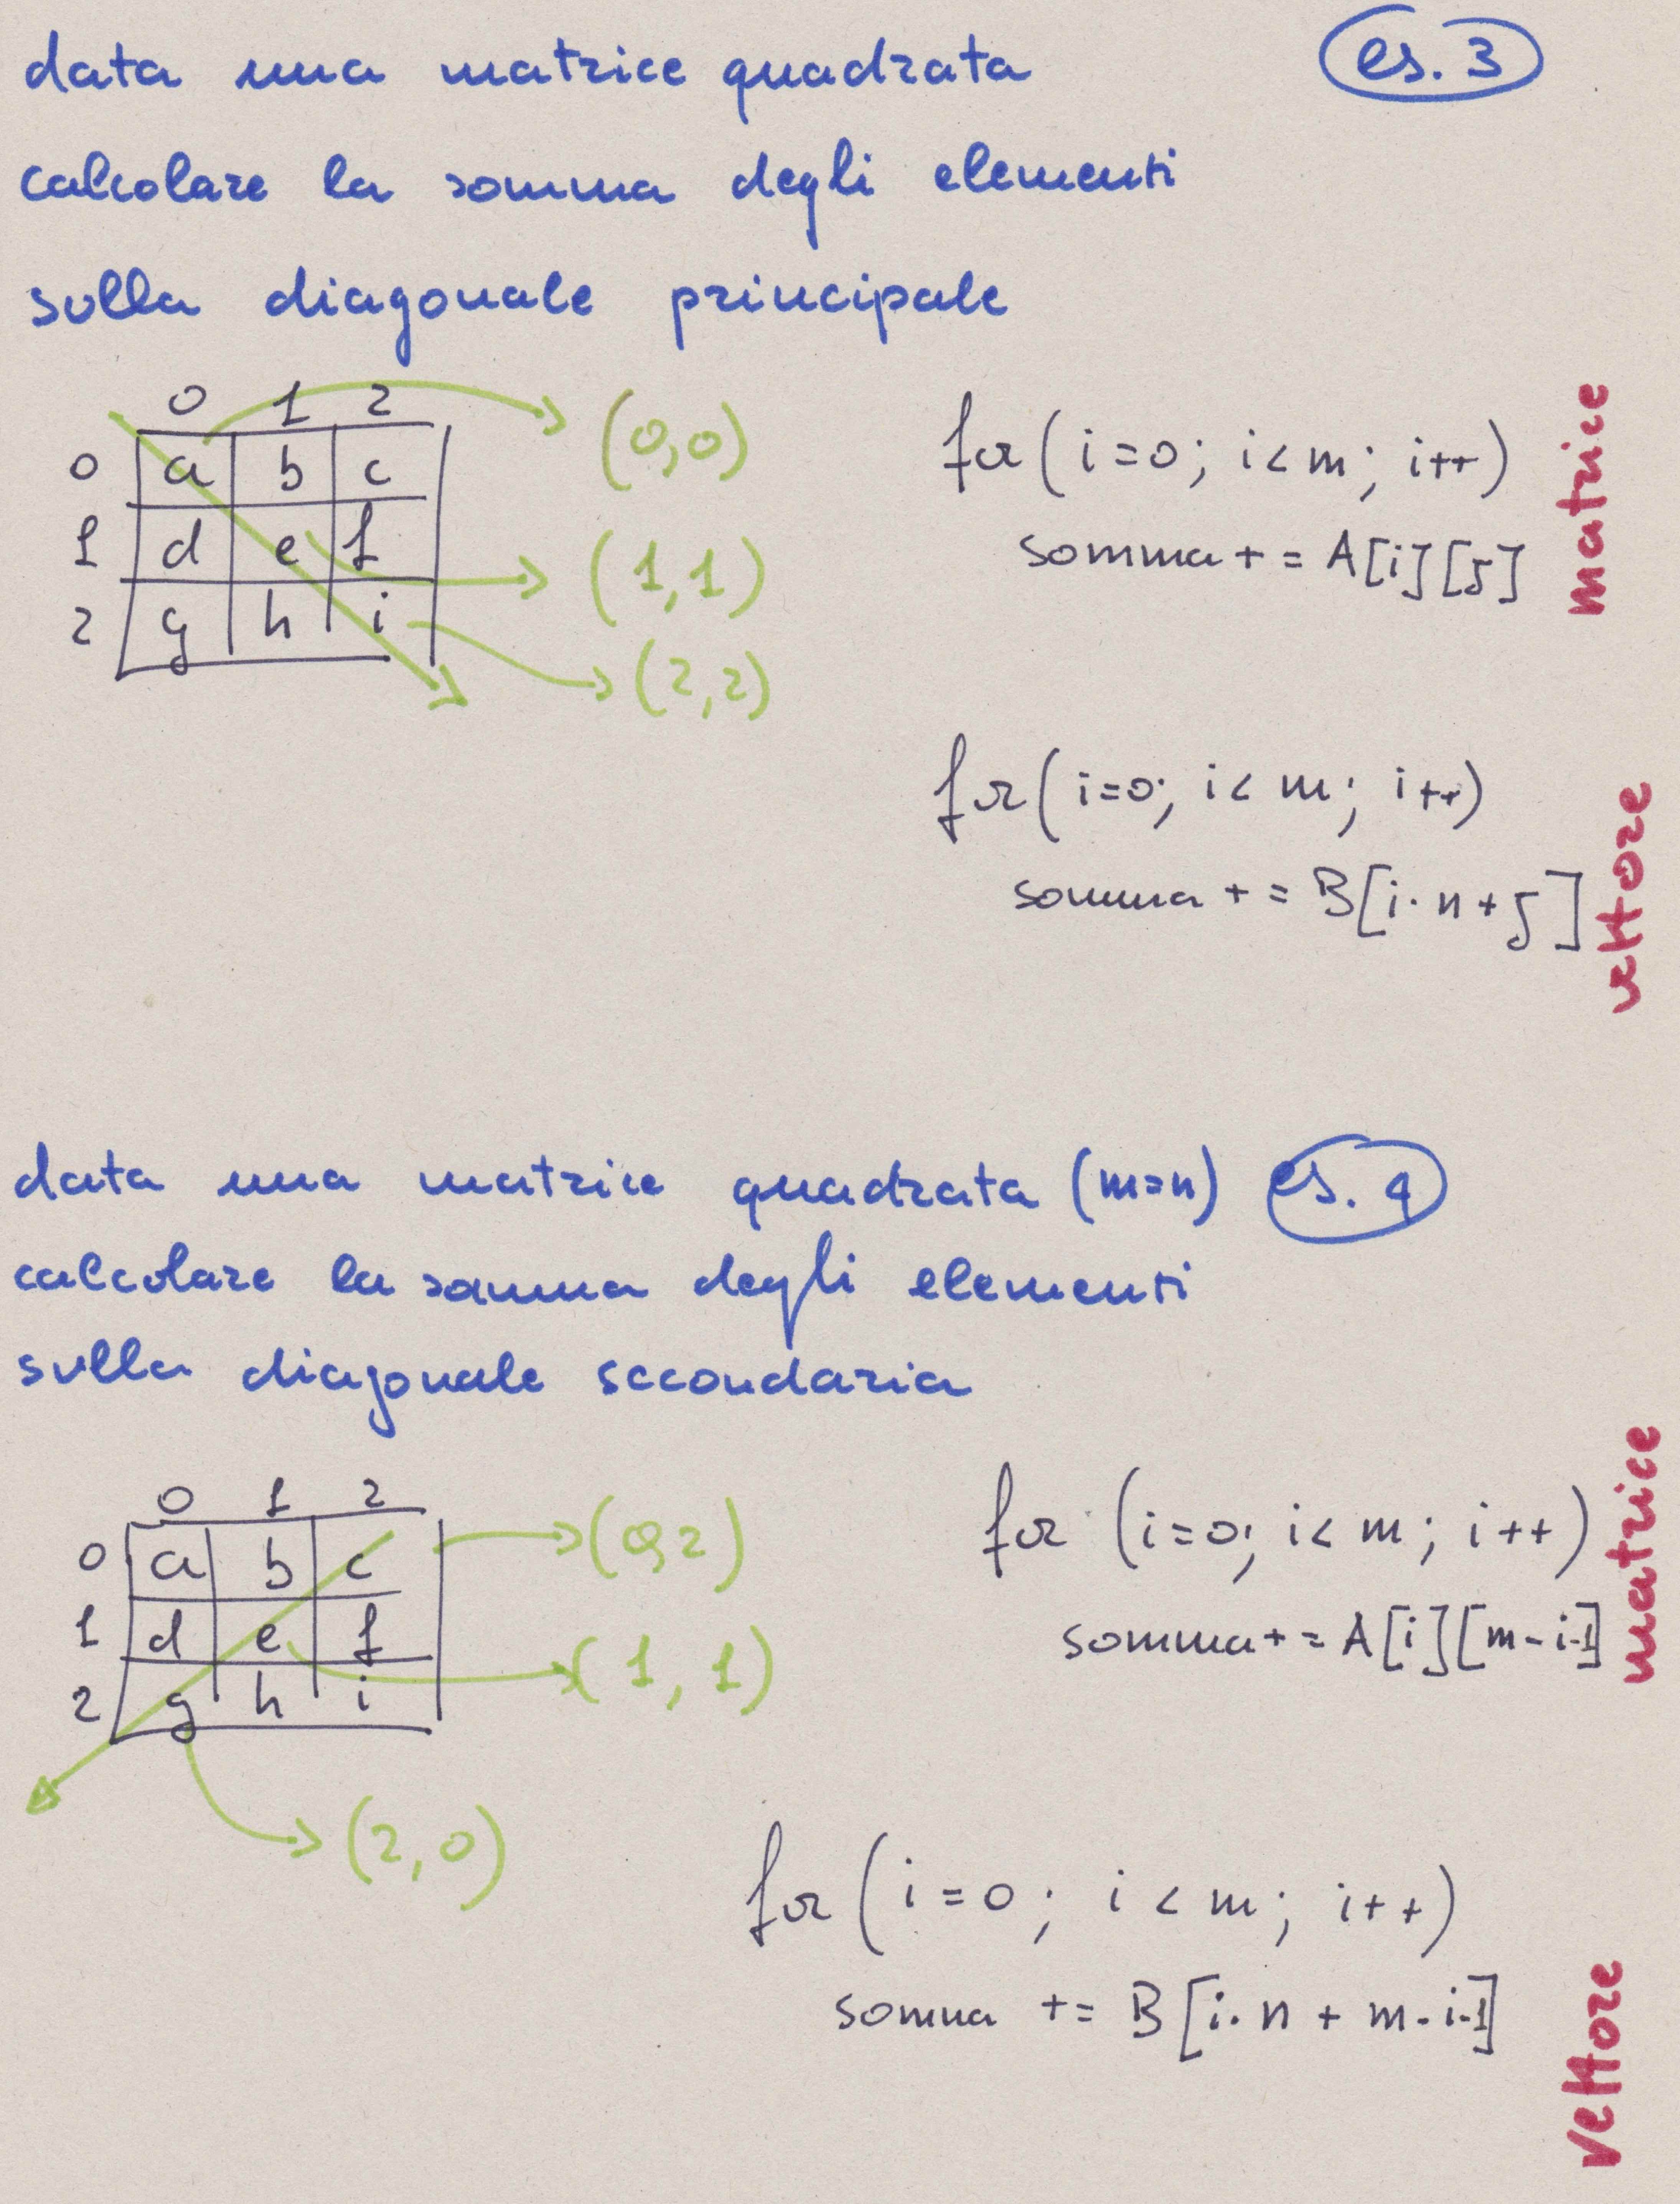 data una matrice quadrata
es. 3
calcolare la somma degli elementi
sulla diagonale principale
0 1 2
0 a b c
1 d e f
2 g h i
(0,0)
(1,1)
(2,2)
for (i=0; i<m; i++)
somma += A[i][j]
matrice
for (i=0; i<m; i++)
somma += B[i·n+j]
vettore
data una matrice quadrata (m=n)
es. 4
calcolare la somma degli elementi
sulla diagonale secondaria
0 1 2
0 a b c
1 d e f
2 g h i
(0,2)
(1,1)
(2,0)
for (i=0; i<m; i++)
somma += A[i][m-i-1]
matrice
for (i=0; i<m; i++)
somma += B[i·n+m-i-1]
vettore